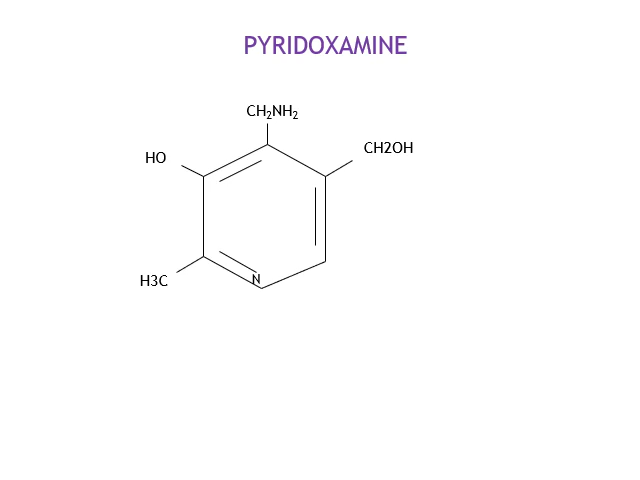 PYRIDOXAMINE
CH₂NH₂
HO
CH2OH
H3C
N